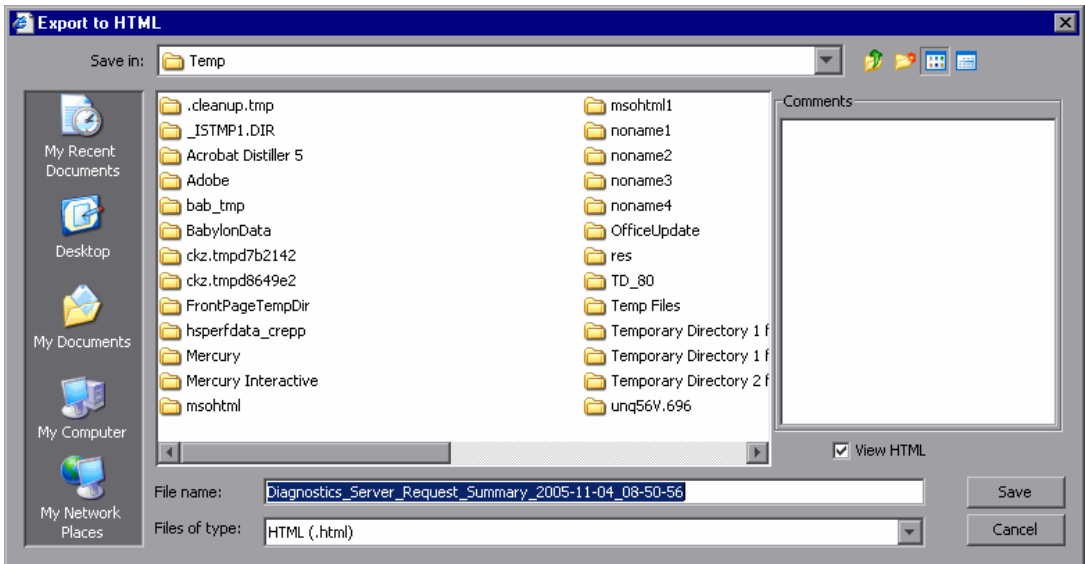 Export to HTML
Save in:
Temp
My Recent
Documents
Desktop
My Documents
My Computer
My Network
Places
.cleanup.tmp
_ISTMP1.DIR
Acrobat Distiller 5
Adobe
bab_tmp
BabylonData
ckz.tmpd7b2142
ckz.tmpd8649e2
FrontPageTempDir
hsperfdata_crepp
Mercury
Mercury Interactive
msohtml
msohtml1
noname1
noname2
noname3
noname4
OfficeUpdate
res
TD_80
Temp Files
Temporary Directory 1 f
Temporary Directory 1 f
Temporary Directory 2 f
unq56V.696
Comments
View HTML
File name:
Diagnostics_Server_Request_Summary_2005-11-04_08-50-56
Save
Files of type:
HTML (.html)
Cancel